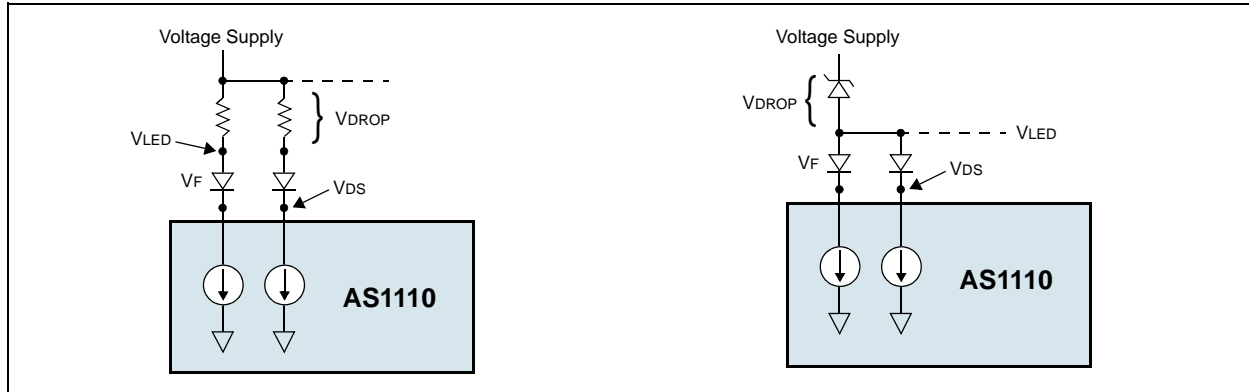 Voltage Supply
VDROP
VLED
VF
VDS
AS1110
Voltage Supply
VDROP
VLED
VF
VDS
AS1110